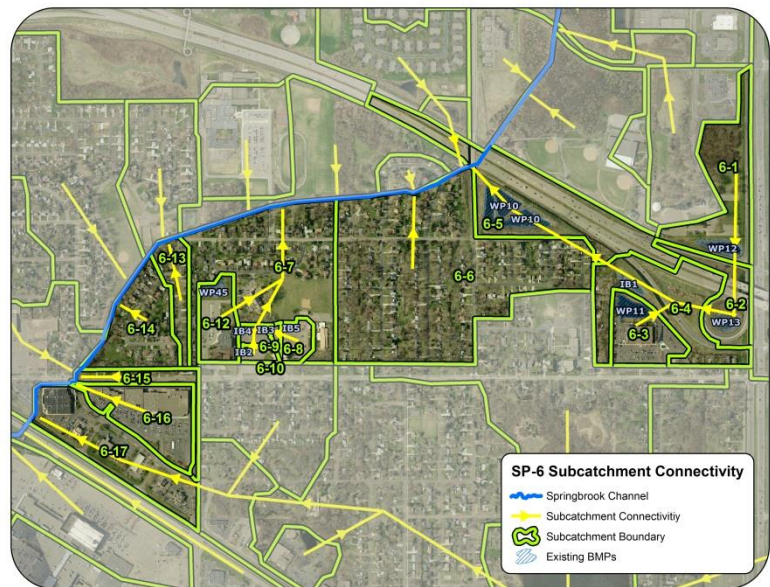 6-1
WP10
6-5
WP10
WP12
6-13
6-7
6-6
IB1
WP45
6-4
6-2
WP11
WP13
6-14
6-12
IB4
IB3
IB5
6-3
IB2
6-9
6-8
6-10
6-15
6-16
6-17
SP-6 Subcatchment Connectivity
Springbrook Channel
Subcatchment Connectivitiy
Subcatchment Boundary
Existing BMPs